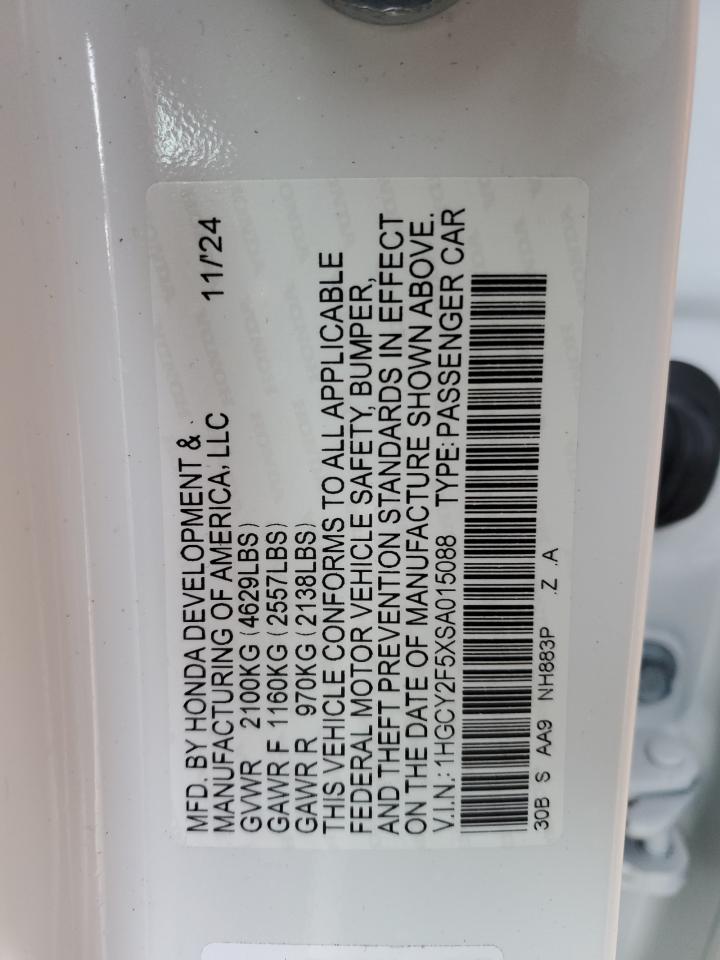 MFD. BY HONDA DEVELOPMENT &
MANUFACTURING OF AMERICA, LLC 11/'24
GVWR 2100KG (4629LBS)
GAWR F 1160KG (2557LBS)
GAWR R 970KG (2138LBS)
THIS VEHICLE CONFORMS TO ALL APPLICABLE
FEDERAL MOTOR VEHICLE SAFETY, BUMPER,
AND THEFT PREVENTION STANDARDS IN EFFECT
ON THE DATE OF MANUFACTURE SHOWN ABOVE.
V.I.N.: 1HGCY2F5XSA015088 TYPE: PASSENGER CAR
30B S AA9 NH883P .Z .A